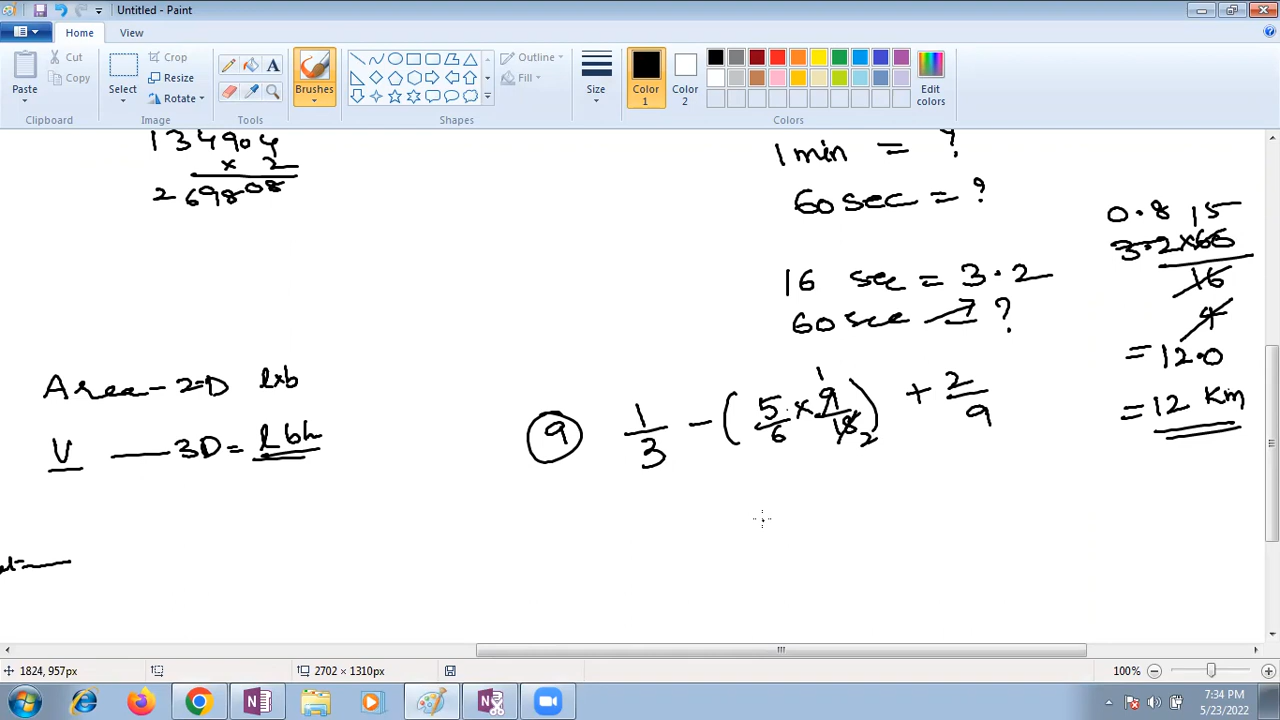 Untitled - Paint
Home View
Cut
Copy
Paste
Clipboard
Select
Crop
Resize
Rotate
Image
Tools
Brushes
Outline
Fill
Shapes
Size
Color 1
Color 2
Edit colors
Colors
134904
× 2
269808
1 min = ?
60 sec = ?
16 sec = 3.2
60 sec → ?
0.8 15
3.2×60
16
4
= 12.0
= 12 Km
Area - 2-D l×b
V — 3D = lbh
9 1/3 - (5/6 × 9/18) + 2/9
1
2
1824, 957px
2702 × 1310px
100%
7:34 PM
5/23/2022